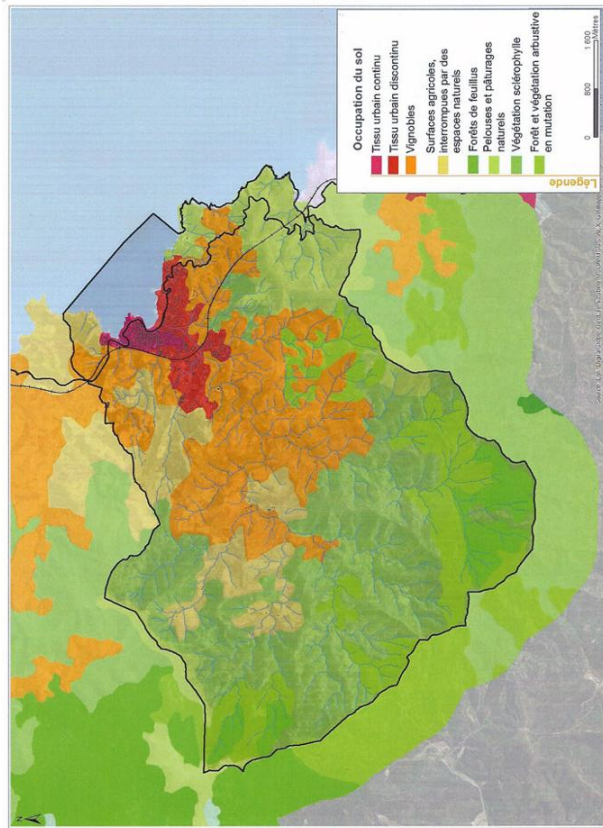 Occupation du sol
Tissu urbain continu
Tissu urbain discontinu
Vignobles
Surfaces agricoles,
interrompues par des
espaces naturels
Forêts de feuillus
Pelouses et pâturages
naturels
Végétation sclérophylle
Forêt et végétation arbustive
en mutation
Légende
0 800 1 600
Mètres
N